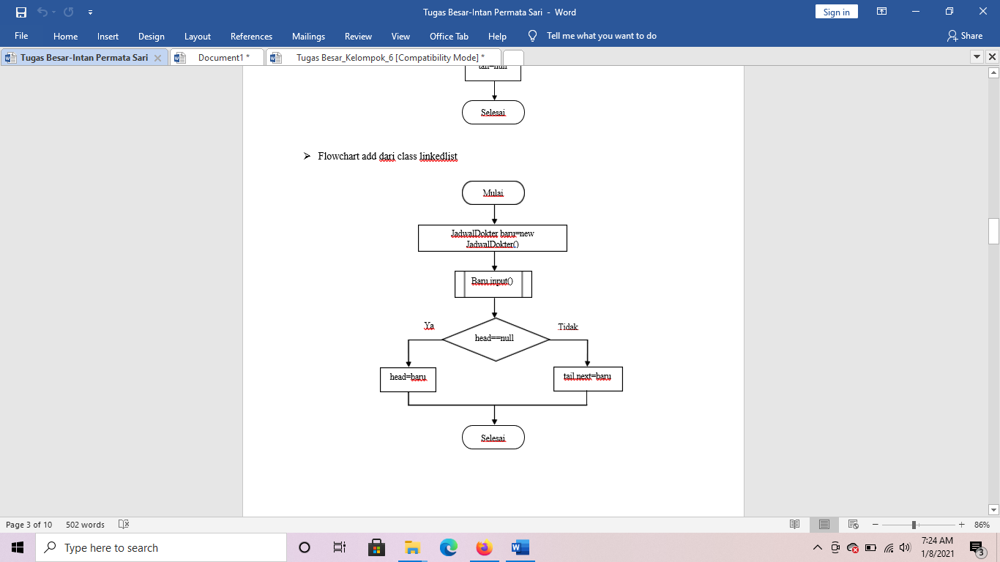 Tugas Besar-Intan Permata Sari - Word
Sign in
File Home Insert Design Layout References Mailings Review View Office Tab Help Tell me what you want to do Share
Tugas Besar-Intan Permata Sari Document1 * Tugas Besar_Kelompok_6 [Compatibility Mode] *
tail=null
Selesai
➢ Flowchart add dari class linkedlist
Mulai
JadwalDokter baru=new
JadwalDokter()
Baru.input()
Ya
head==null
Tidak
head=baru
tail.next=baru
Selesai
Page 3 of 10 502 words 86%
Type here to search
7:24 AM
1/8/2021
3